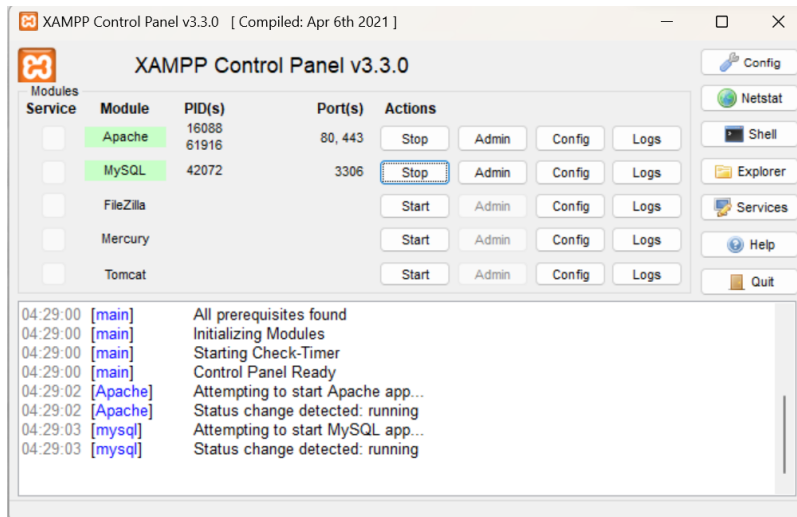 XAMPP Control Panel v3.3.0 [ Compiled: Apr 6th 2021 ]
XAMPP Control Panel v3.3.0
Config
Modules
Service Module PID(s) Port(s) Actions
Netstat
Apache 16088 61916 80, 443 Stop Admin Config Logs
Shell
MySQL 42072 3306 Stop Admin Config Logs
Explorer
FileZilla Start Admin Config Logs
Services
Mercury Start Admin Config Logs
Help
Tomcat Start Admin Config Logs
Quit
04:29:00 [main] All prerequisites found
04:29:00 [main] Initializing Modules
04:29:00 [main] Starting Check-Timer
04:29:00 [main] Control Panel Ready
04:29:02 [Apache] Attempting to start Apache app...
04:29:02 [Apache] Status change detected: running
04:29:03 [mysql] Attempting to start MySQL app...
04:29:03 [mysql] Status change detected: running